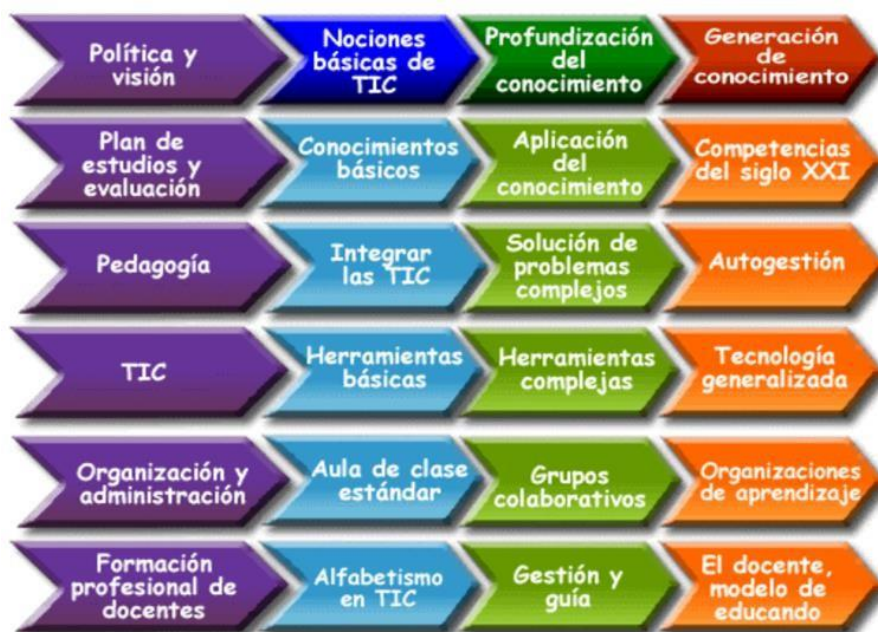 Política y
visión
Nociones
básicas de
TIC
Profundización
del
conocimiento
Generación
de
conocimiento
Plan de
estudios y
evaluación
Conocimientos
básicos
Aplicación
del
conocimiento
Competencias
del siglo XXI
Pedagogía
Integrar
las TIC
Solución de
problemas
complejos
Autogestión
TIC
Herramientas
básicas
Herramientas
complejas
Tecnología
generalizada
Organización y
administración
Aula de clase
estándar
Grupos
colaborativos
Organizaciones
de aprendizaje
Formación
profesional de
docentes
Alfabetismo
en TIC
Gestión y
guía
El docente,
modelo de
educando